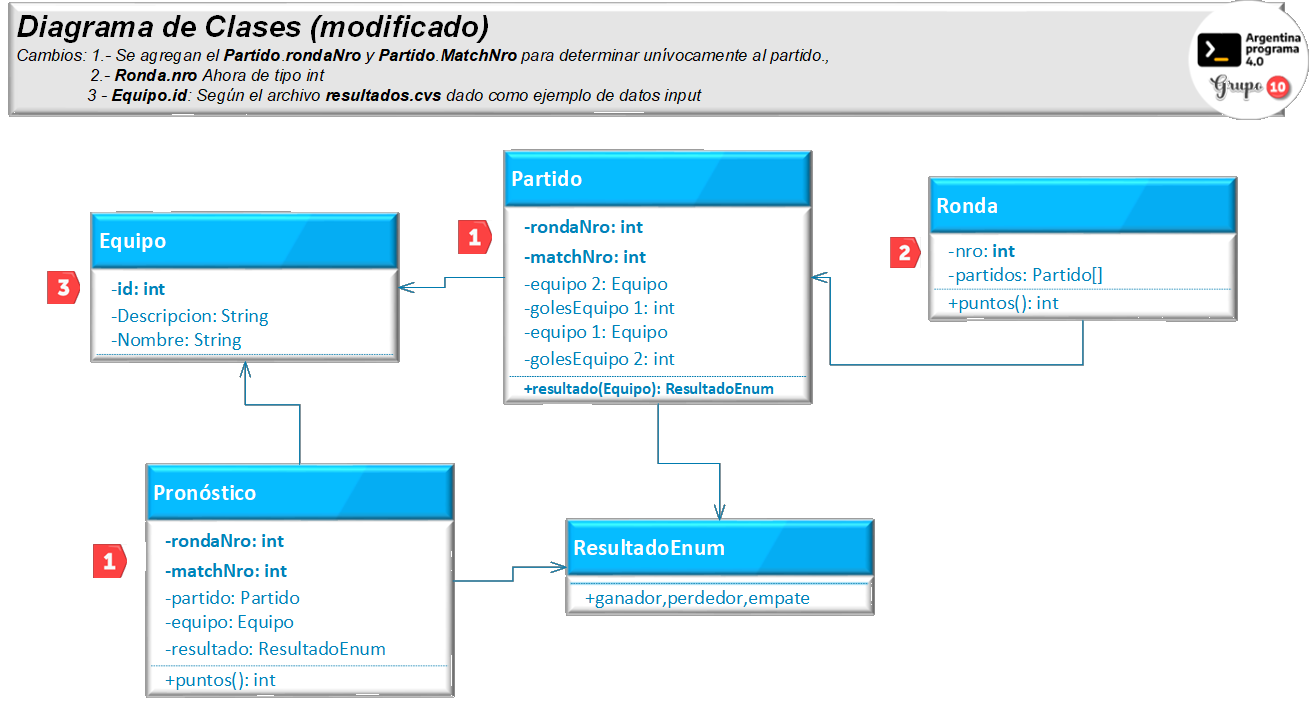 Diagrama de Clases (modificado)
Cambios: 1.- Se agregan el Partido.rondaNro y Partido.MatchNro para determinar unívocamente al partido.,
2.- Ronda.nro Ahora de tipo int
3 - Equipo.id: Según el archivo resultados.cvs dado como ejemplo de datos input
Argentina
programa
4.0
Grupo 10
Partido
1
-rondaNro: int
-matchNro: int
-equipo 2: Equipo
-golesEquipo 1: int
-equipo 1: Equipo
-golesEquipo 2: int
+resultado(Equipo): ResultadoEnum
Ronda
2
-nro: int
-partidos: Partido[]
+puntos(): int
Equipo
3
-id: int
-Descripcion: String
-Nombre: String
Pronóstico
1
-rondaNro: int
-matchNro: int
-partido: Partido
-equipo: Equipo
-resultado: ResultadoEnum
+puntos(): int
ResultadoEnum
+ganador,perdedor,empate